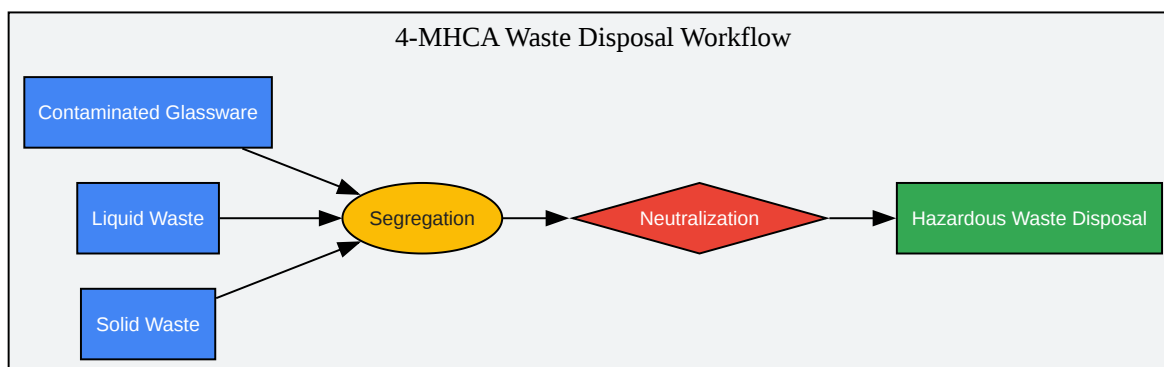 4-MHCA Waste Disposal Workflow
Contaminated Glassware
Liquid Waste
Segregation
Neutralization
Hazardous Waste Disposal
Solid Waste